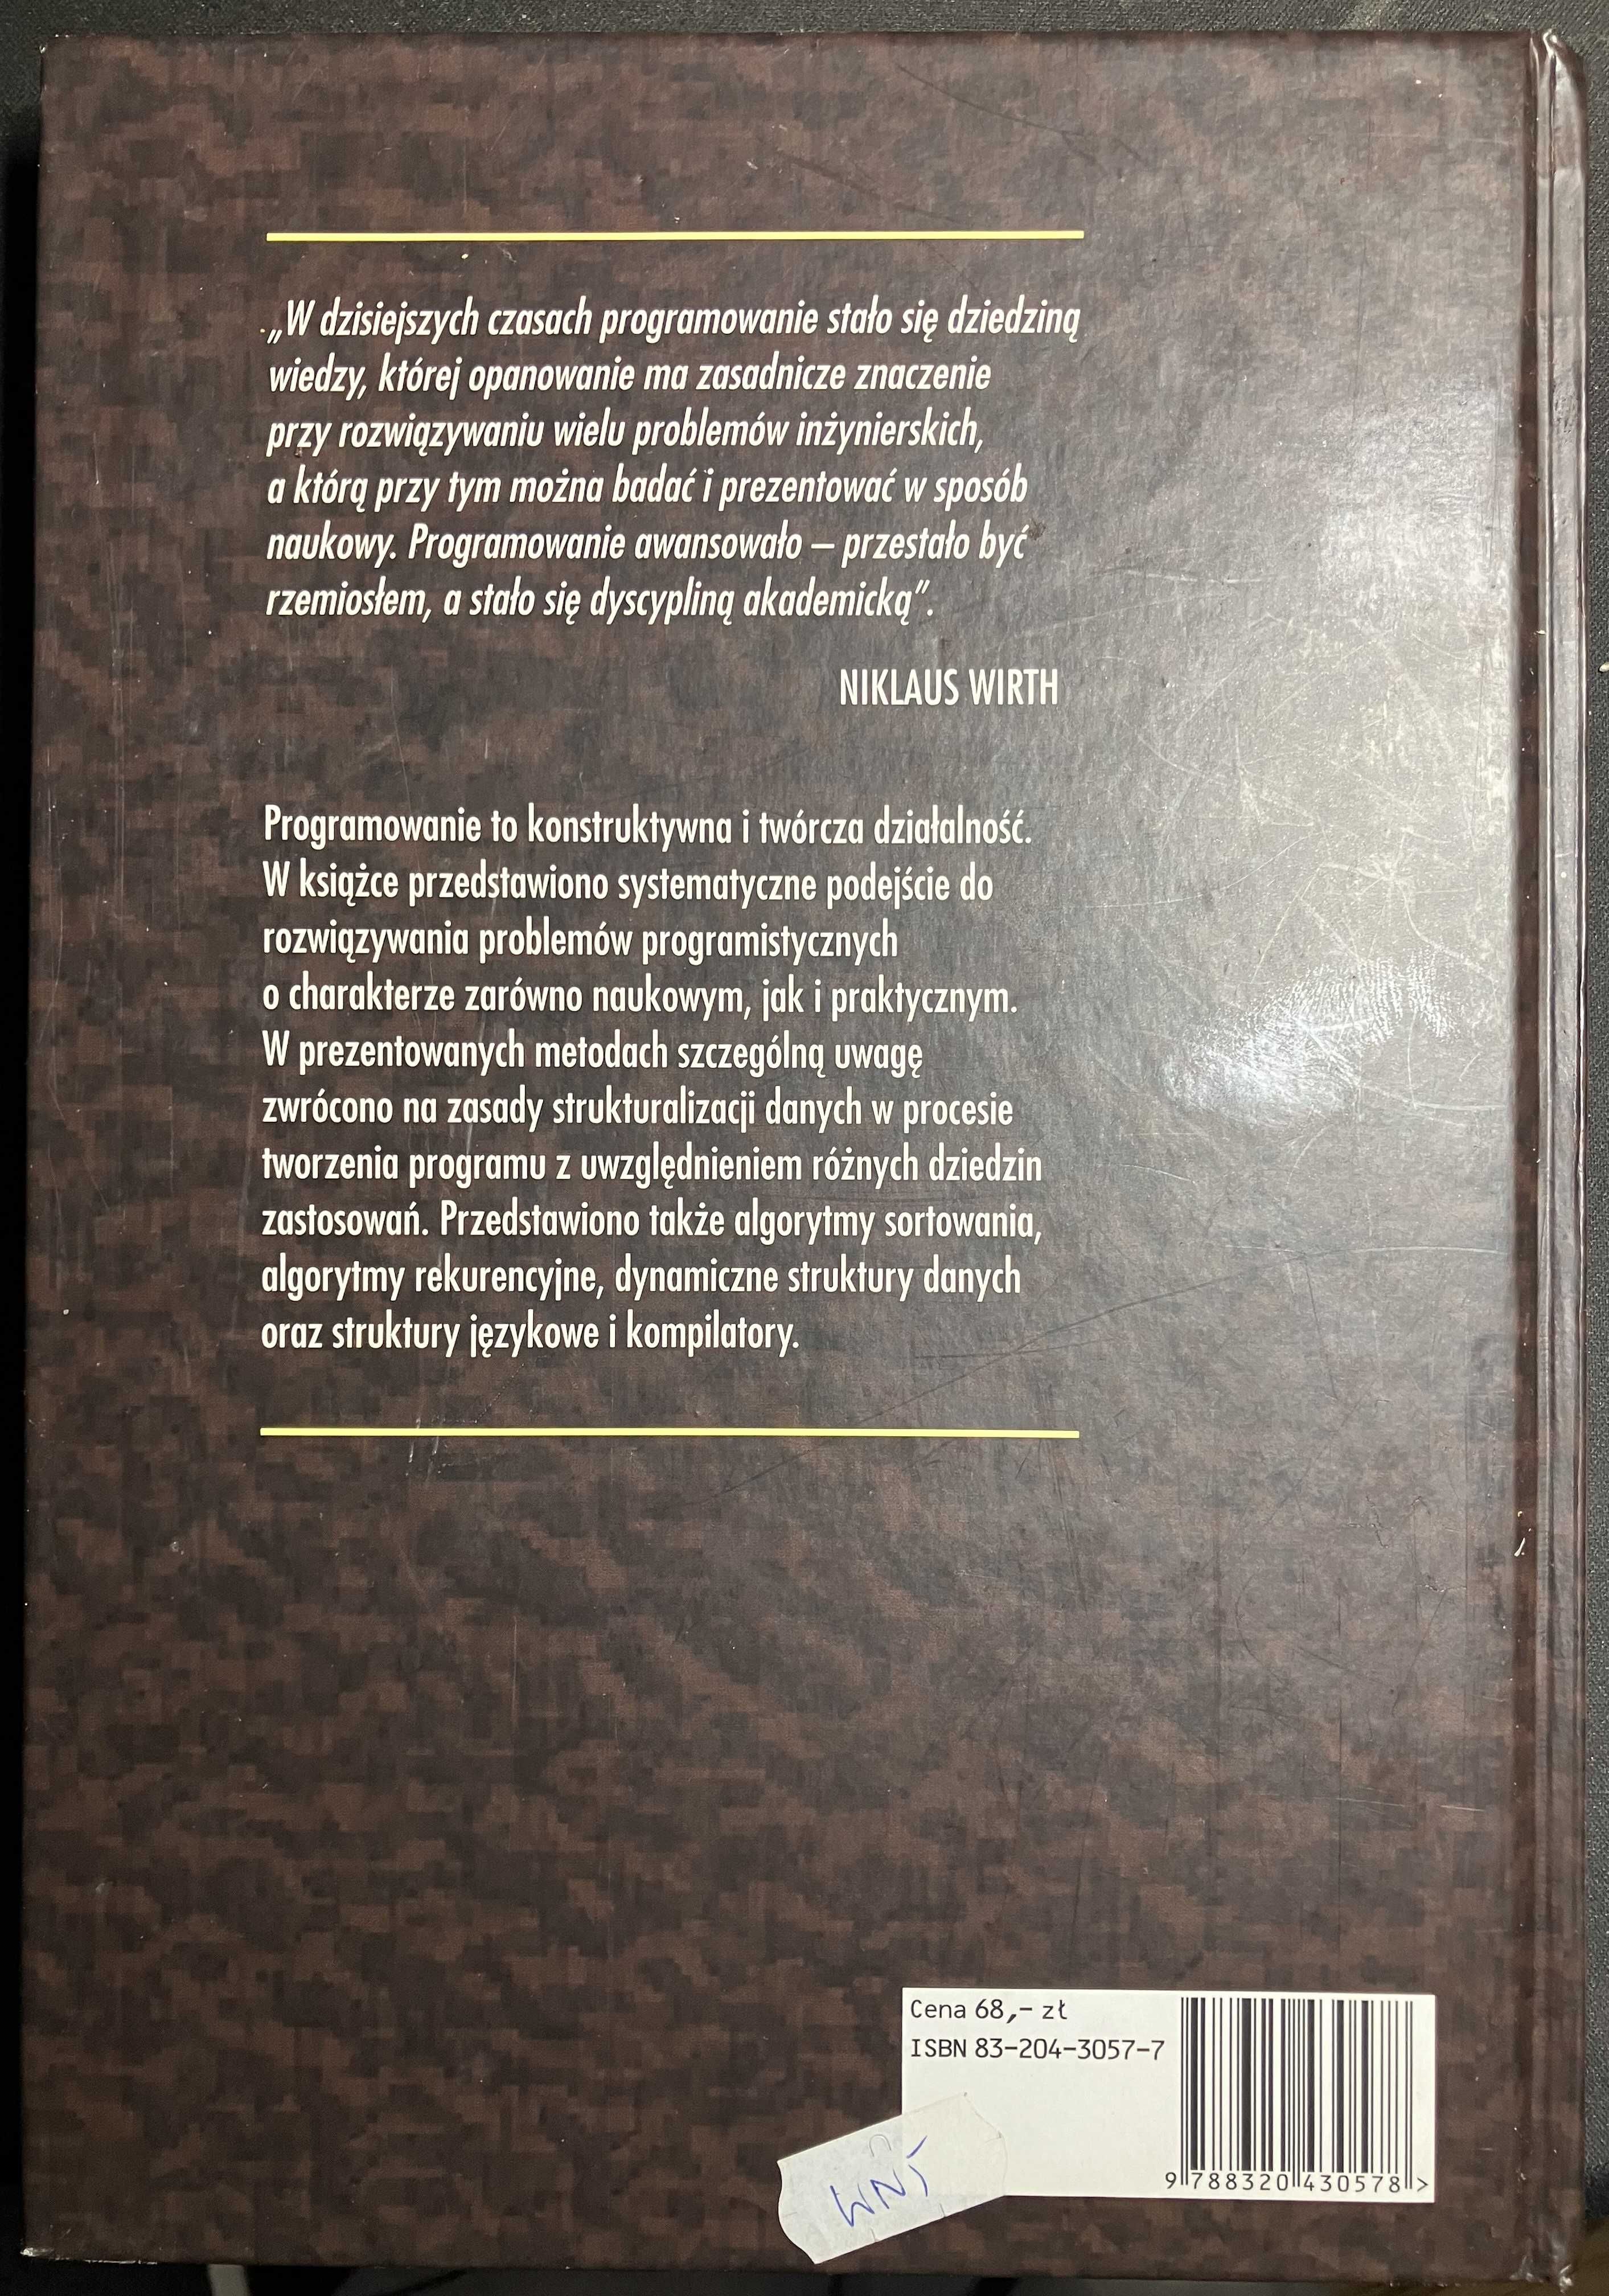 „W dzisiejszych czasach programowanie stało się dziedziną
wiedzy, której opanowanie ma zasadnicze znaczenie
przy rozwiązywaniu wielu problemów inżynierskich,
a którą przy tym można badać i prezentować w sposób
naukowy. Programowanie awansowało – przestało być
rzemiosłem, a stało się dyscypliną akademicką”.
NIKLAUS WIRTH
Programowanie to konstruktywna i twórcza działalność.
W książce przedstawiono systematyczne podejście do
rozwiązywania problemów programistycznych
o charakterze zarówno naukowym, jak i praktycznym.
W prezentowanych metodach szczególną uwagę
zwrócono na zasady strukturalizacji danych w procesie
tworzenia programu z uwzględnieniem różnych dziedzin
zastosowań. Przedstawiono także algorytmy sortowania,
algorytmy rekurencyjne, dynamiczne struktury danych
oraz struktury językowe i kompilatory.
Cena 68,- zł
ISBN 83-204-3057-7
9 788320 430578 >